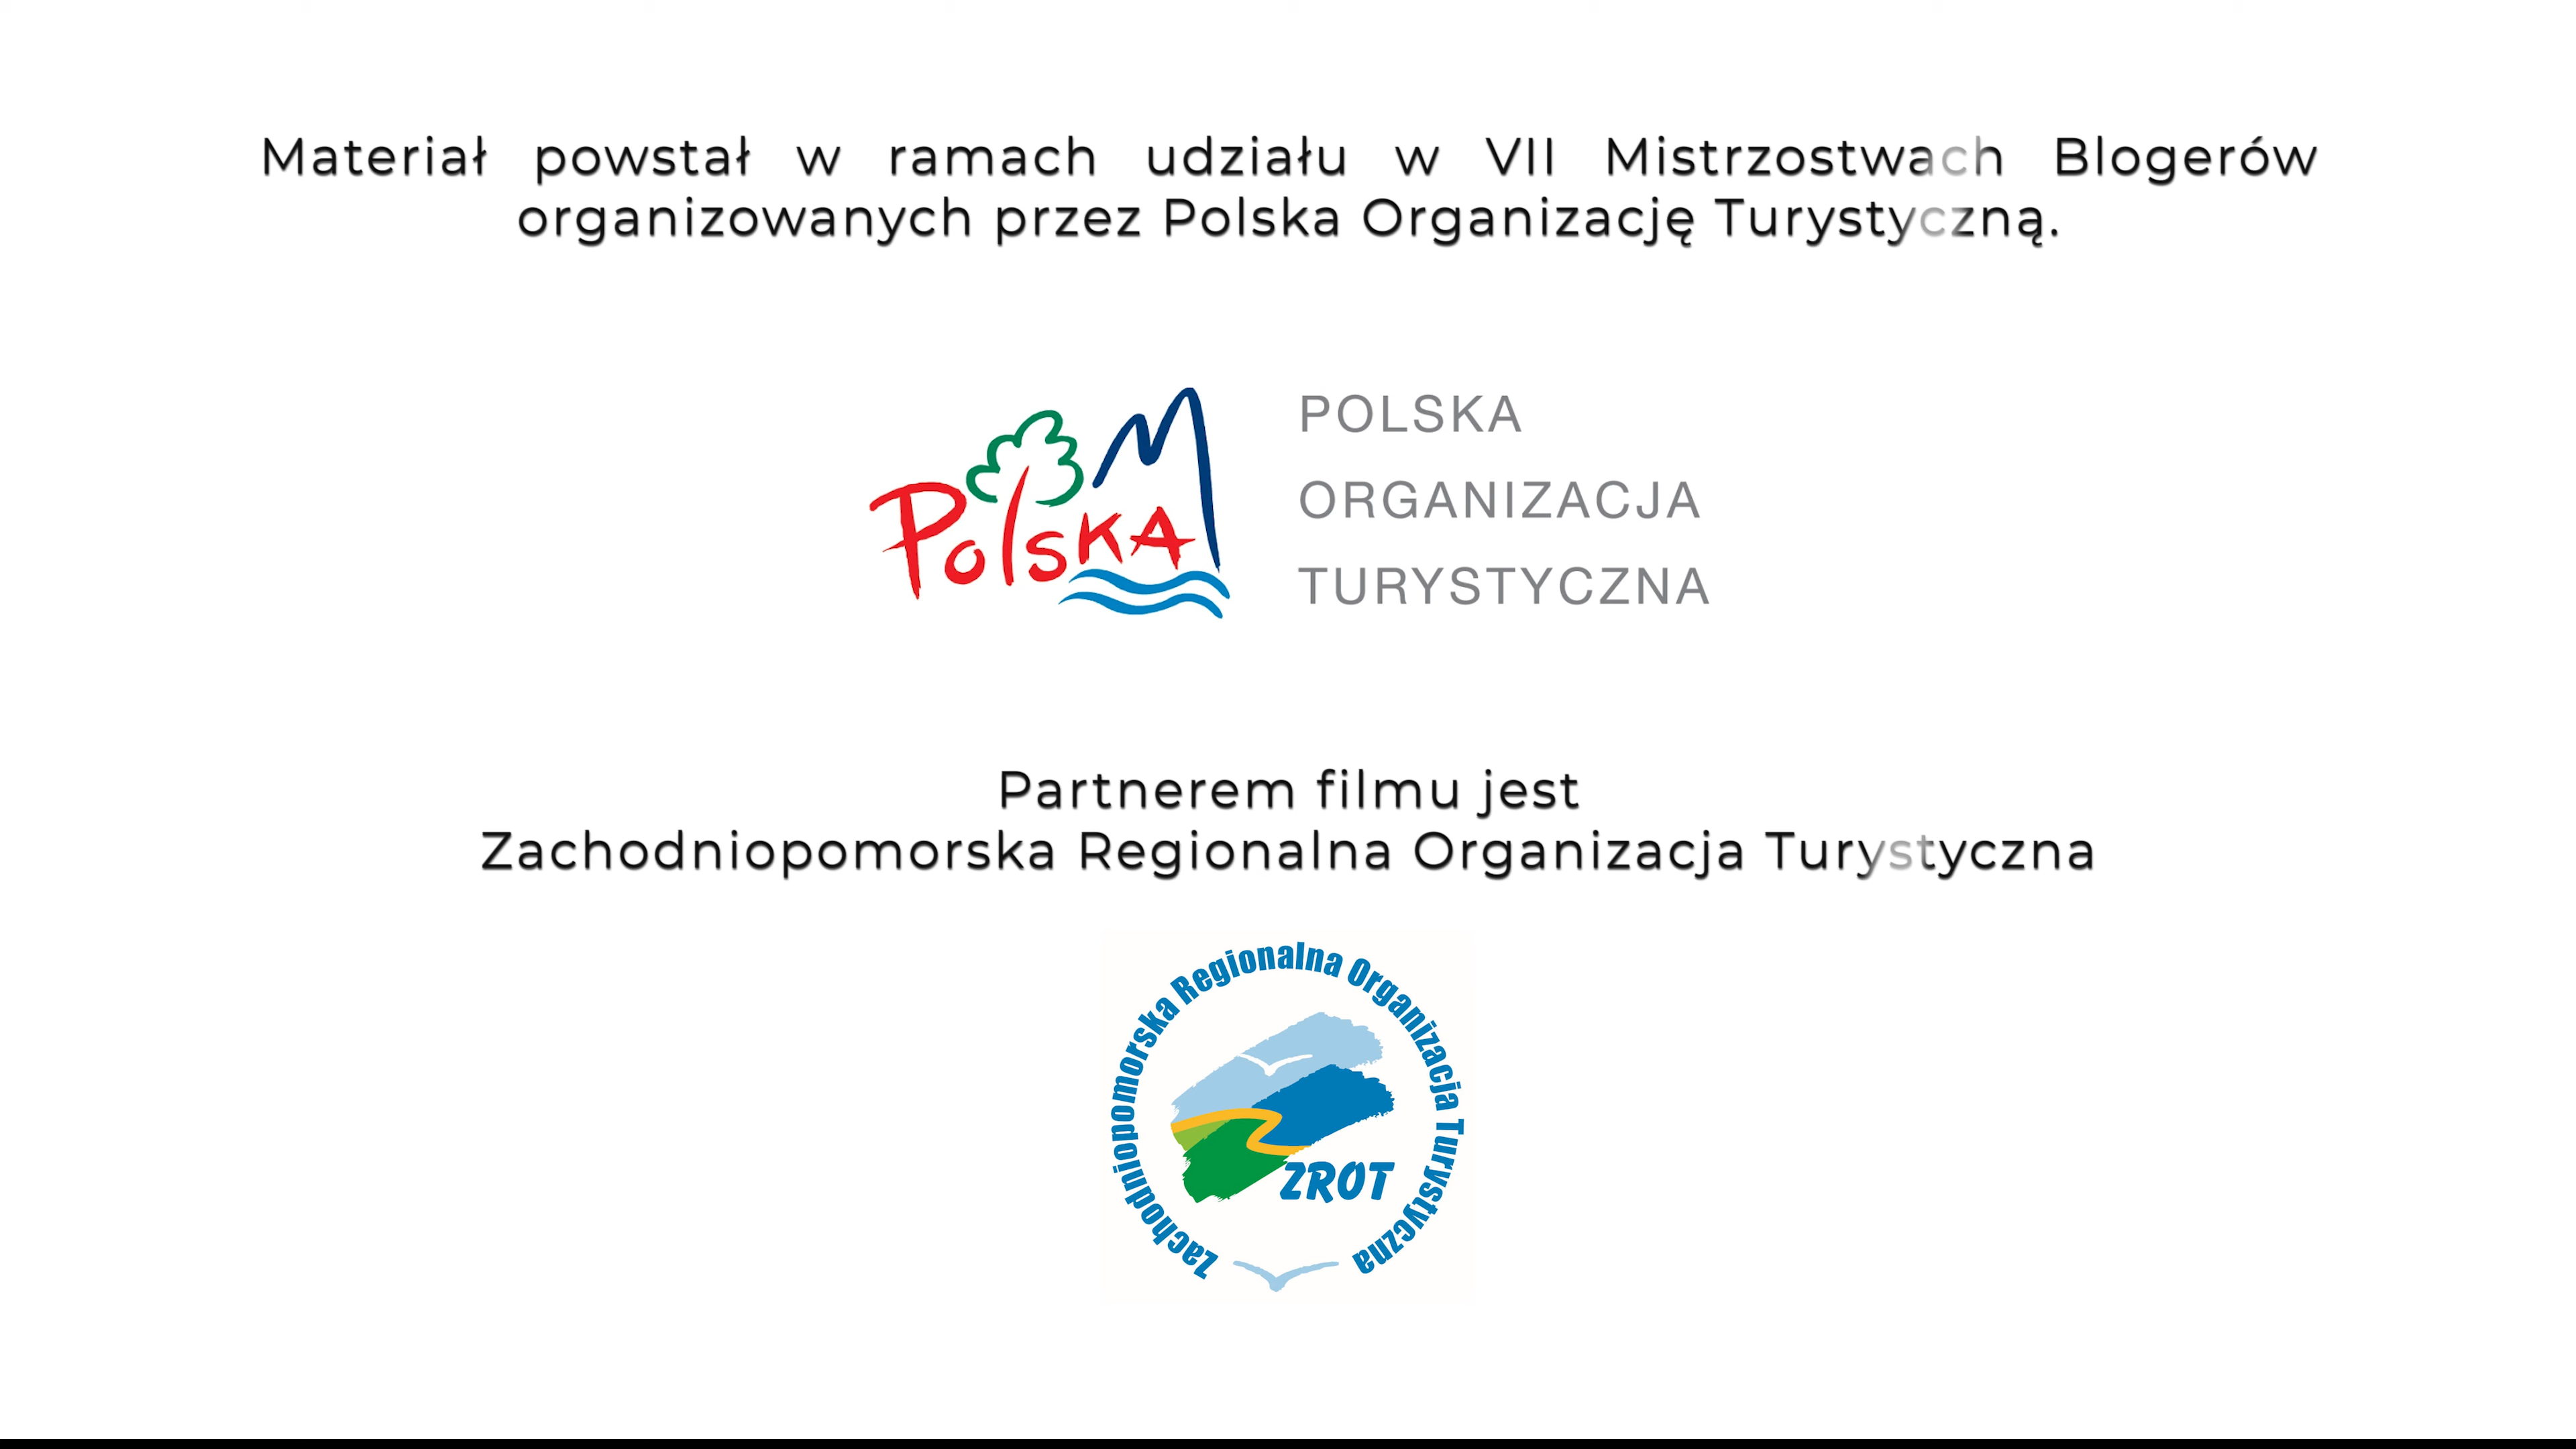 Materiał powstał w ramach udziału w VII Mistrzostwach Blogerów
organizowanych przez Polska Organizację Turystyczną.
Polska
POLSKA
ORGANIZACJA
TURYSTYCZNA
Partnerem filmu jest
Zachodniopomorska Regionalna Organizacja Turystyczna
Zachodniopomorska Regionalna Organizacja Turystyczna
ZROT